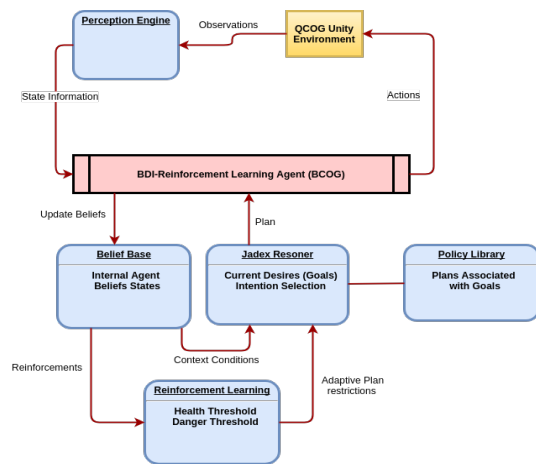 Perception Engine
Observations
QCOG Unity
Environment
State Information
Actions
BDI-Reinforcement Learning Agent (BCOG)
Update Beliefs
Plan
Belief Base
Internal Agent
Beliefs States
Jadex Resoner
Current Desires (Goals)
Intention Selection
Policy Library
Plans Associated
with Goals
Reinforcements
Context Conditions
Adaptive Plan
restrictions
Reinforcement Learning
Health Threshold
Danger Threshold